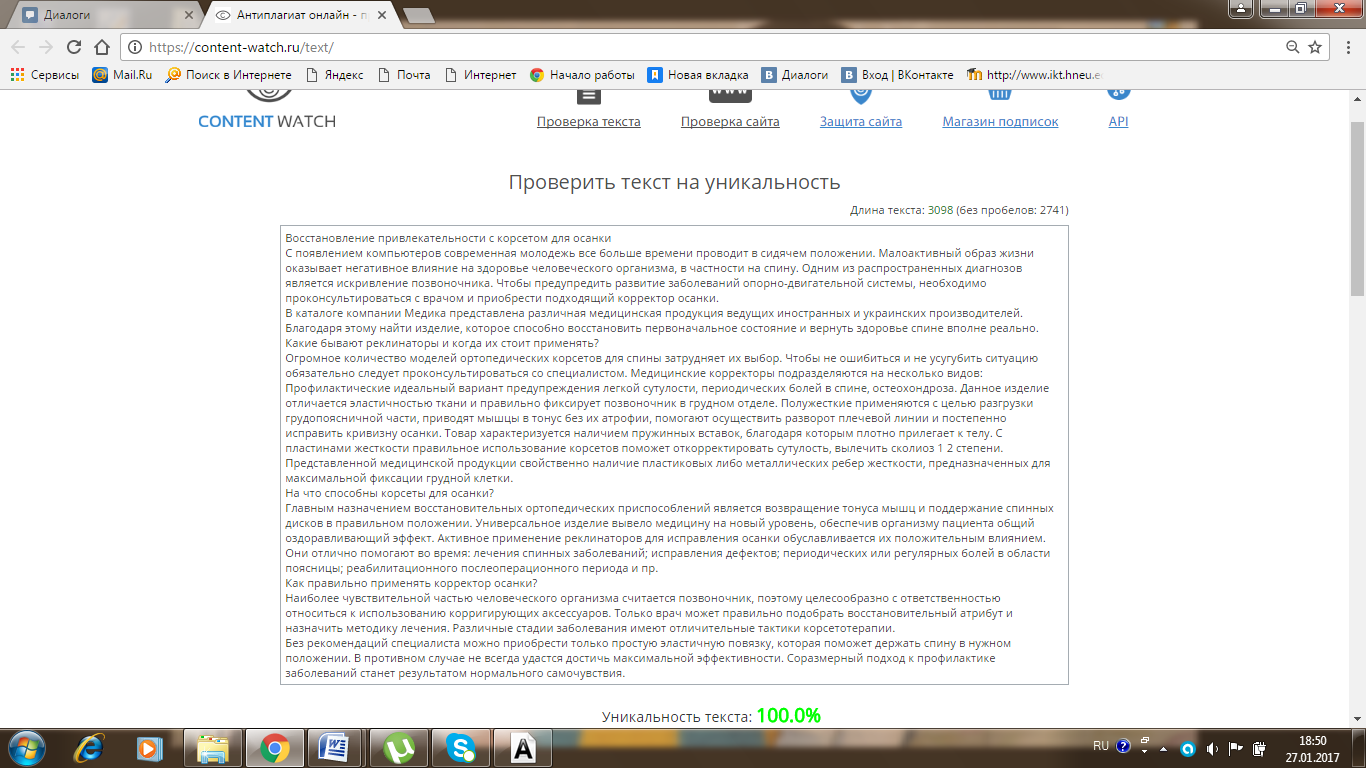 Диалоги
Антиплагиат онлайн - п
https://content-watch.ru/text/
Сервисы Mail.Ru Поиск в Интернете Яндекс Почта Интернет Начало работы Новая вкладка Диалоги Вход | ВКонтакте http://www.ikt.hneu.e
CONTENT WATCH
WWW
Проверка текста Проверка сайта Защита сайта Магазин подписок API
Проверить текст на уникальность
Длина текста: 3098 (без пробелов: 2741)
Восстановление привлекательности с корсетом для осанки
С появлением компьютеров современная молодежь все больше времени проводит в сидячем положении. Малоактивный образ жизни
оказывает негативное влияние на здоровье человеческого организма, в частности на спину. Одним из распространенных диагнозов
является искривление позвоночника. Чтобы предупредить развитие заболеваний опорно-двигательной системы, необходимо
проконсультироваться с врачом и приобрести подходящий корректор осанки.
В каталоге компании Медика представлена различная медицинская продукция ведущих иностранных и украинских производителей.
Благодаря этому найти изделие, которое способно восстановить первоначальное состояние и вернуть здоровье спине вполне реально.
Какие бывают реклинаторы и когда их стоит применять?
Огромное количество моделей ортопедических корсетов для спины затрудняет их выбор. Чтобы не ошибиться и не усугубить ситуацию
обязательно следует проконсультироваться со специалистом. Медицинские корректоры подразделяются на несколько видов:
Профилактические идеальный вариант предупреждения легкой сутулости, периодических болей в спине, остеохондроза. Данное изделие
отличается эластичностью ткани и правильно фиксирует позвоночник в грудном отделе. Полужесткие применяются с целью разгрузки
грудопоясничной части, приводят мышцы в тонус без их атрофии, помогают осуществить разворот плечевой линии и постепенно
исправить кривизну осанки. Товар характеризуется наличием пружинных вставок, благодаря которым плотно прилегает к телу. С
пластинами жесткости правильное использование корсетов поможет откорректировать сутулость, вылечить сколиоз 1 2 степени.
Представленной медицинской продукции свойственно наличие пластиковых либо металлических ребер жесткости, предназначенных для
максимальной фиксации грудной клетки.
На что способны корсеты для осанки?
Главным назначением восстановительных ортопедических приспособлений является возвращение тонуса мышц и поддержание спинных
дисков в правильном положении. Универсальное изделие вывело медицину на новый уровень, обеспечив организму пациента общий
оздоравливающий эффект. Активное применение реклинаторов для исправления осанки обуславливается их положительным влиянием.
Они отлично помогают во время: лечения спинных заболеваний; исправления дефектов; периодических или регулярных болей в области
поясницы; реабилитационного послеоперационного периода и пр.
Как правильно применять корректор осанки?
Наиболее чувствительной частью человеческого организма считается позвоночник, поэтому целесообразно с ответственностью
относиться к использованию корригирующих аксессуаров. Только врач может правильно подобрать восстановительный атрибут и
назначить методику лечения. Различные стадии заболевания имеют отличительные тактики корсетотерапии.
Без рекомендаций специалиста можно приобрести только простую эластичную повязку, которая поможет держать спину в нужном
положении. В противном случае не всегда удастся достичь максимальной эффективности. Соразмерный подход к профилактике
заболеваний станет результатом нормального самочувствия.
Уникальность текста: 100.0%
RU
18:50
27.01.2017